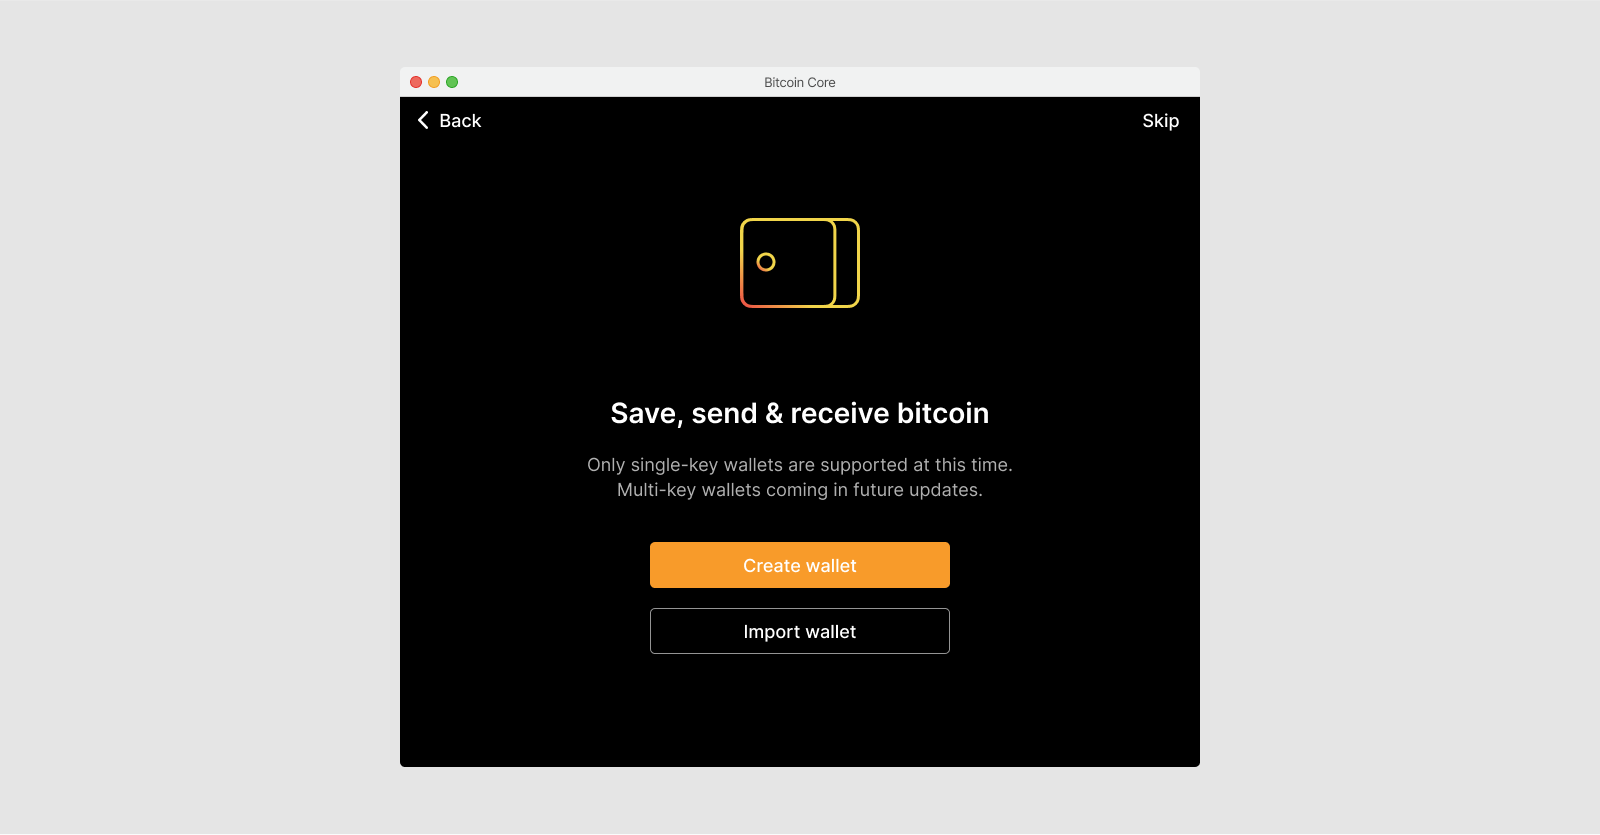 Bitcoin Core
Back
Skip
Save, send & receive bitcoin
Only single-key wallets are supported at this time.
Multi-key wallets coming in future updates.
Create wallet
Import wallet